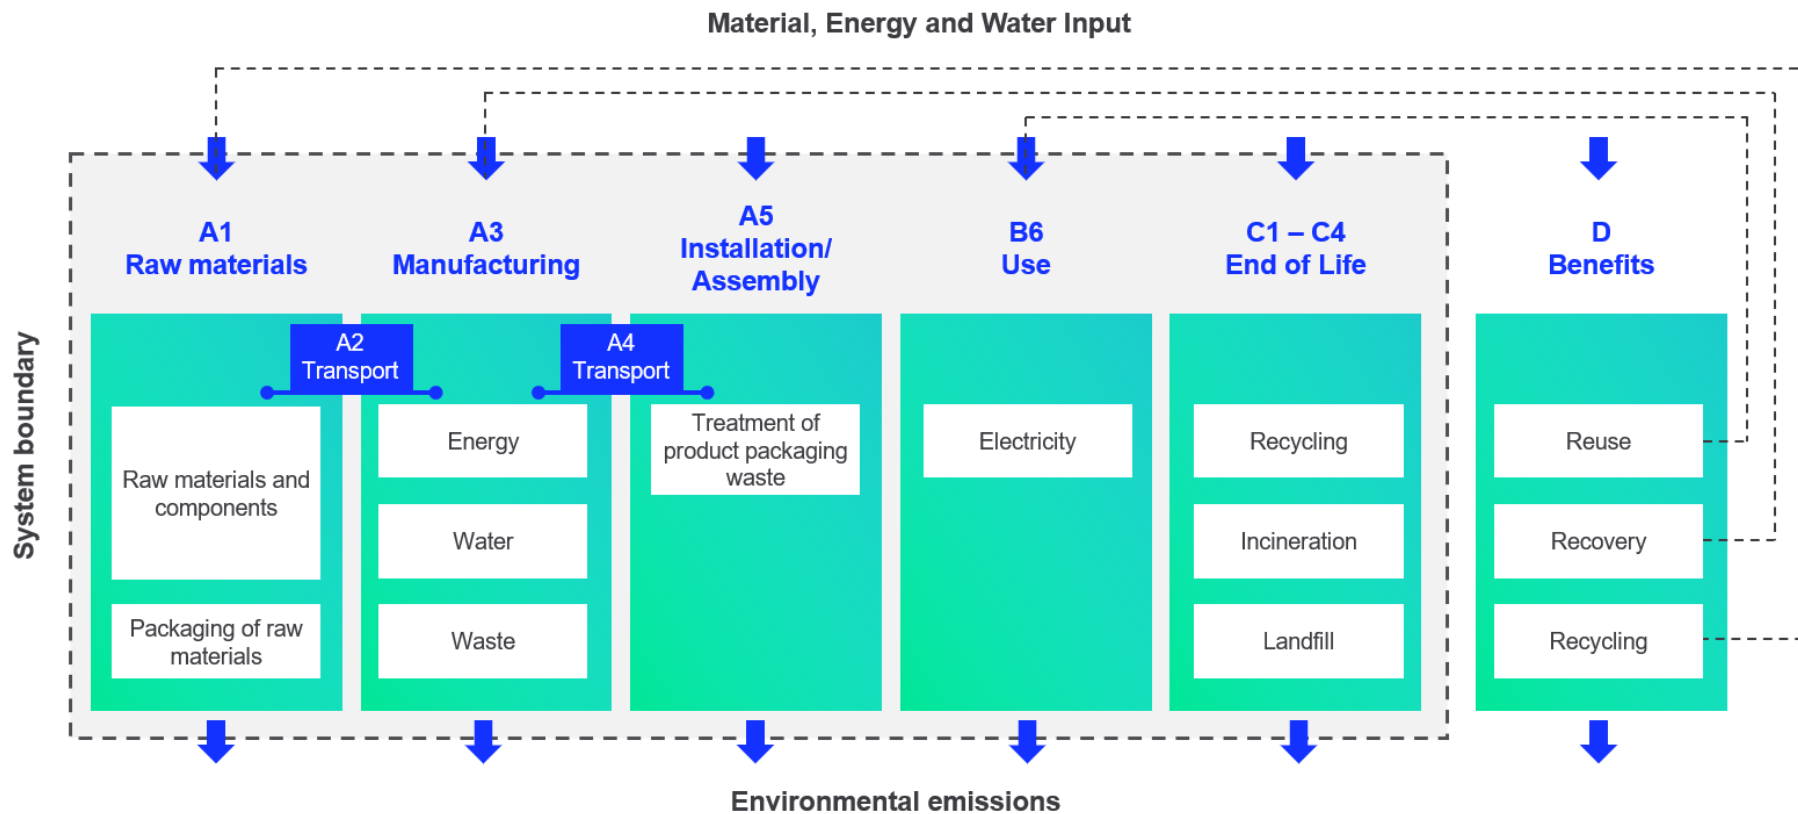 Material, Energy and Water Input
System boundary
A1
Raw materials
A3
Manufacturing
A5
Installation/
Assembly
B6
Use
C1 – C4
End of Life
D
Benefits
A2
Transport
A4
Transport
Raw materials and
components
Packaging of raw
materials
Energy
Water
Waste
Treatment of
product packaging
waste
Electricity
Recycling
Incineration
Landfill
Reuse
Recovery
Recycling
Environmental emissions